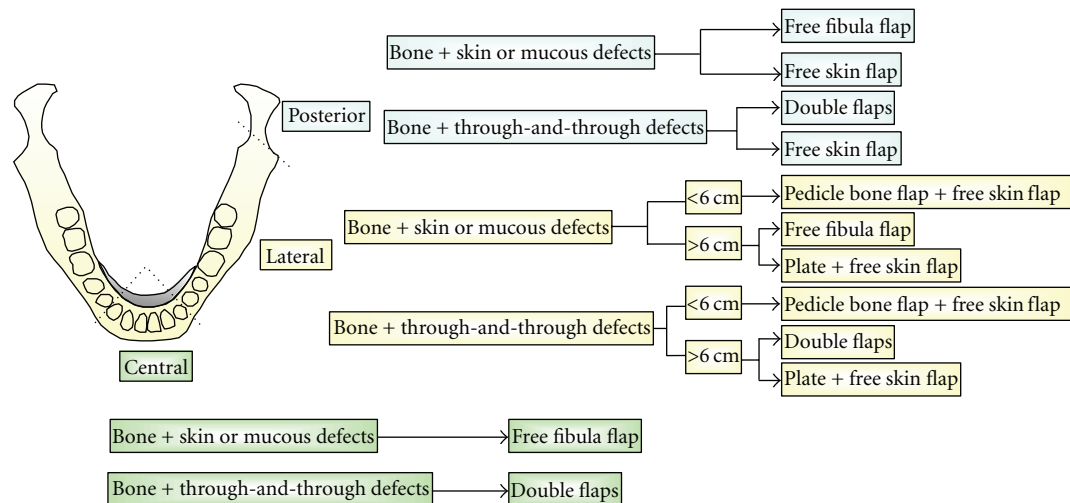 Bone + skin or mucous defects
Free fibula flap
Free skin flap
Posterior
Bone + through-and-through defects
Double flaps
Free skin flap
Lateral
Bone + skin or mucous defects
<6 cm
Pedicle bone flap + free skin flap
>6 cm
Free fibula flap
Plate + free skin flap
Bone + through-and-through defects
<6 cm
Pedicle bone flap + free skin flap
>6 cm
Double flaps
Plate + free skin flap
Central
Bone + skin or mucous defects
Free fibula flap
Bone + through-and-through defects
Double flaps